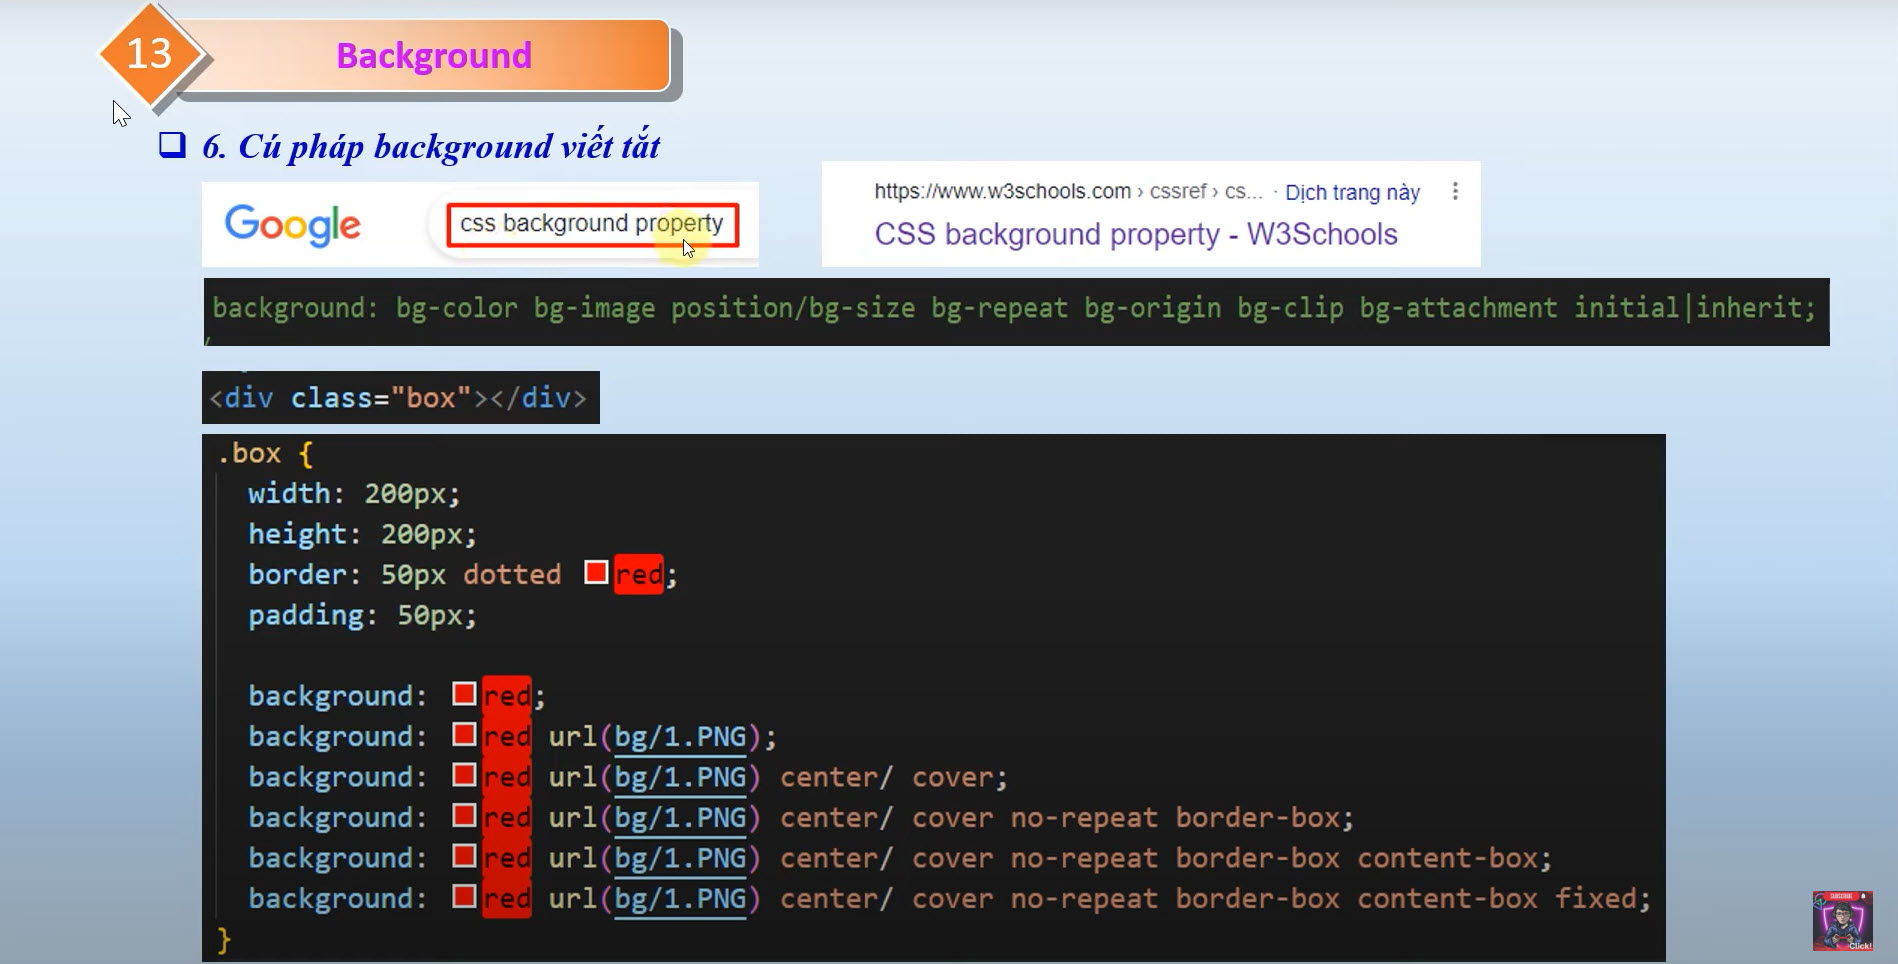 13
Background
6. Cú pháp background viết tắt
Google
css background property
https://www.w3schools.com › cssref › cs... · Dịch trang này
CSS background property - W3Schools
background: bg-color bg-image position/bg-size bg-repeat bg-origin bg-clip bg-attachment initial|inherit;
<div class="box"></div>
.box {
width: 200px;
height: 200px;
border: 50px dotted red;
padding: 50px;
background: red;
background: red url(bg/1.PNG);
background: red url(bg/1.PNG) center/ cover;
background: red url(bg/1.PNG) center/ cover no-repeat border-box;
background: red url(bg/1.PNG) center/ cover no-repeat border-box content-box;
background: red url(bg/1.PNG) center/ cover no-repeat border-box content-box fixed;
}
SUBSCRIBE
Click!